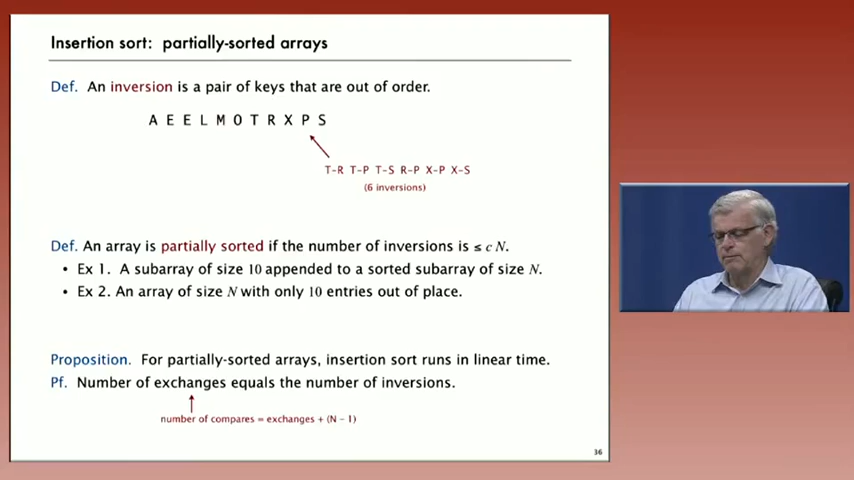 Insertion sort: partially-sorted arrays
Def. An inversion is a pair of keys that are out of order.
A E E L M O T R X P S
T-R T-P T-S R-P X-P X-S
(6 inversions)
Def. An array is partially sorted if the number of inversions is ≤ c N.
• Ex 1. A subarray of size 10 appended to a sorted subarray of size N.
• Ex 2. An array of size N with only 10 entries out of place.
Proposition. For partially-sorted arrays, insertion sort runs in linear time.
Pf. Number of exchanges equals the number of inversions.
number of compares = exchanges + (N – 1)
36